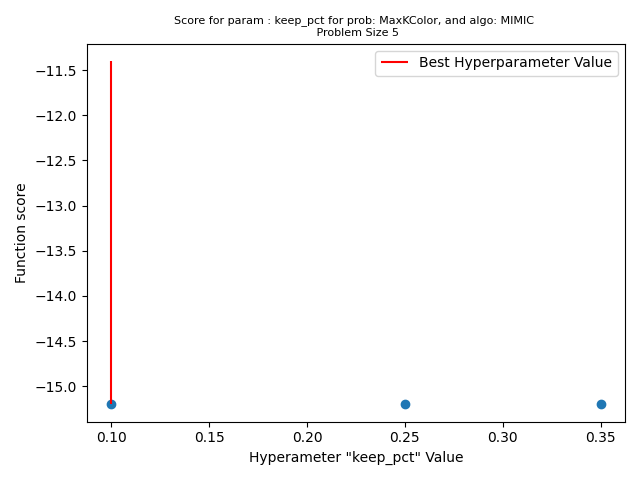 Score for param : keep_pct for prob: MaxKColor, and algo: MIMIC
Problem Size 5
Best Hyperparameter Value
Function score
−11.5
−12.0
−12.5
−13.0
−13.5
−14.0
−14.5
−15.0
0.10 0.15 0.20 0.25 0.30 0.35
Hyperameter "keep_pct" Value